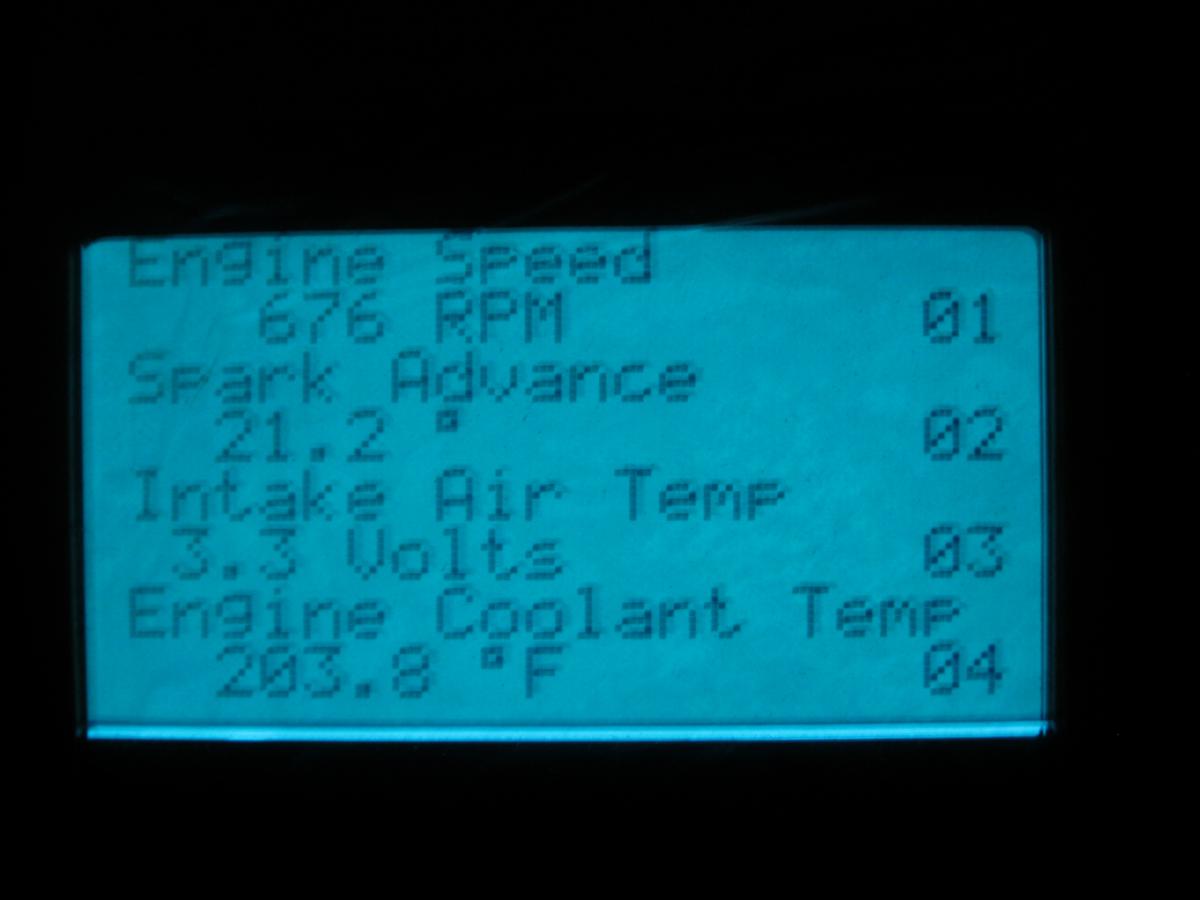 Engine Speed
676 RPM 01
Spark Advance
21.2 ° 02
Intake Air Temp
3.3 Volts 03
Engine Coolant Temp
203.8 °F 04